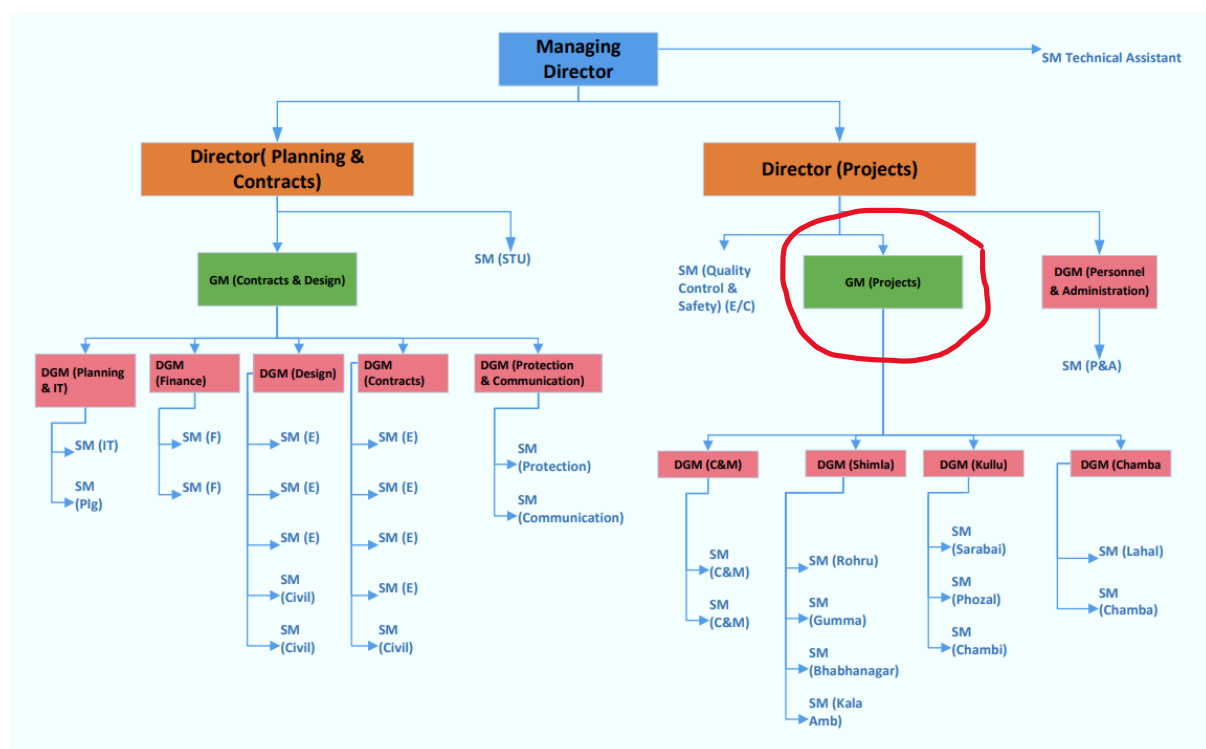 Managing
Director
SM Technical Assistant
Director( Planning &
Contracts)
Director (Projects)
GM (Contracts & Design)
SM (STU)
SM (Quality
Control &
Safety) (E/C)
GM (Projects)
DGM (Personnel
& Administration)
SM (P&A)
DGM (Planning
& IT)
DGM
(Finance)
DGM (Design)
DGM
(Contracts)
DGM (Protection
& Communication)
SM (IT)
SM
(Plg)
SM (F)
SM (F)
SM (E)
SM (E)
SM (E)
SM
(Civil)
SM
(Civil)
SM (E)
SM (E)
SM (E)
SM (E)
SM
(Civil)
SM
(Protection)
SM
(Communication)
DGM (C&M)
DGM (Shimla)
DGM (Kullu)
DGM (Chamba
SM
(C&M)
SM
(C&M)
SM (Rohru)
SM
(Gumma)
SM
(Bhabhanagar)
SM (Kala
Amb)
SM
(Sarabai)
SM
(Phozal)
SM
(Chambi)
SM (Lahal)
SM
(Chamba)